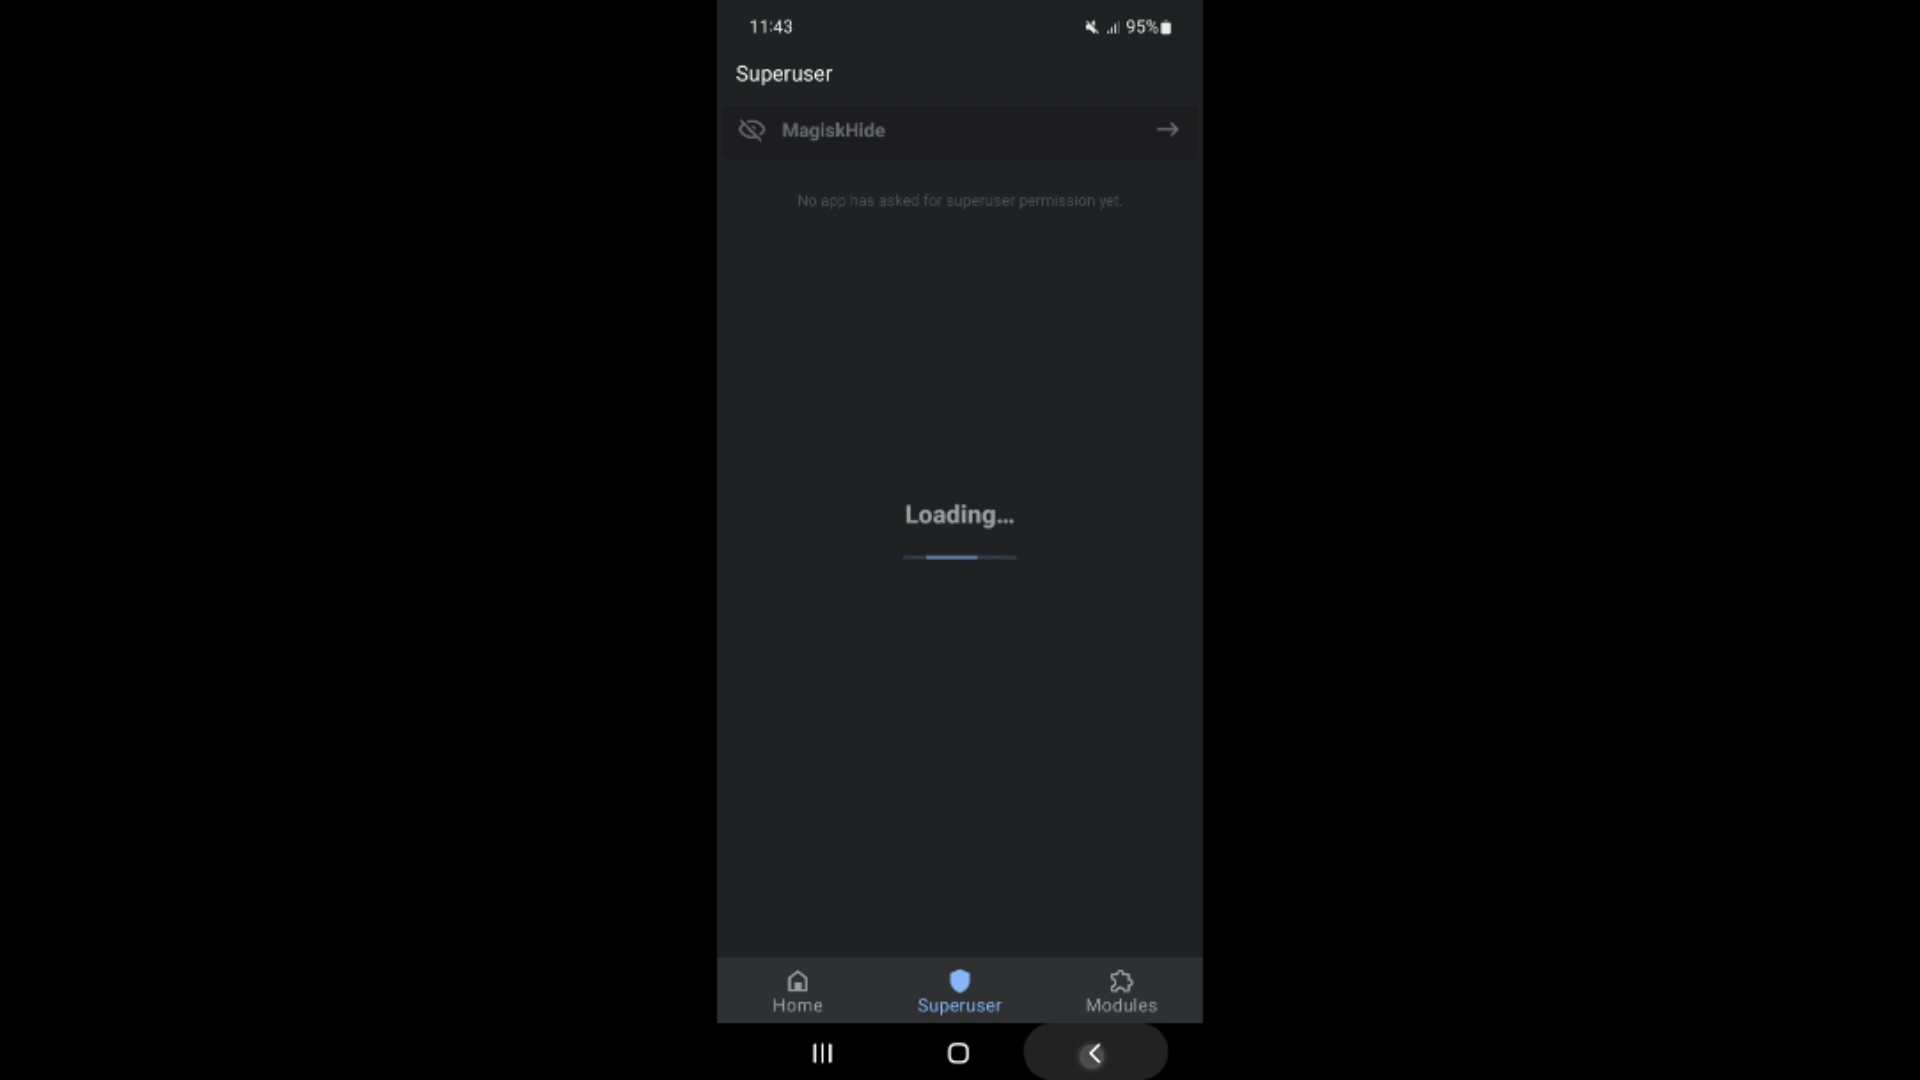 11:43
95%
Superuser
MagiskHide
No app has asked for superuser permission yet.
Loading...
Home
Superuser
Modules